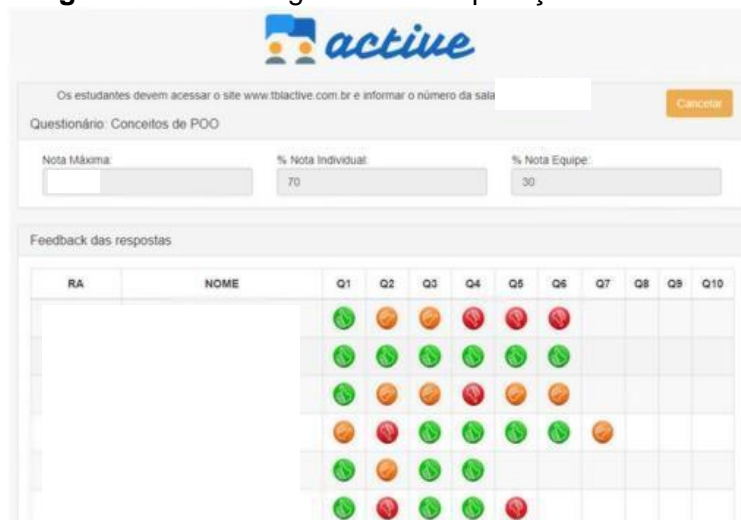 active
Os estudantes devem acessar o site www.tblactive.com.br e informar o número da sala
Cancelar
Questionário: Conceitos de POO
Nota Máxima: % Nota Individual: % Nota Equipe:
70 30
Feedback das respostas
RA NOME Q1 Q2 Q3 Q4 Q5 Q6 Q7 Q8 Q9 Q10